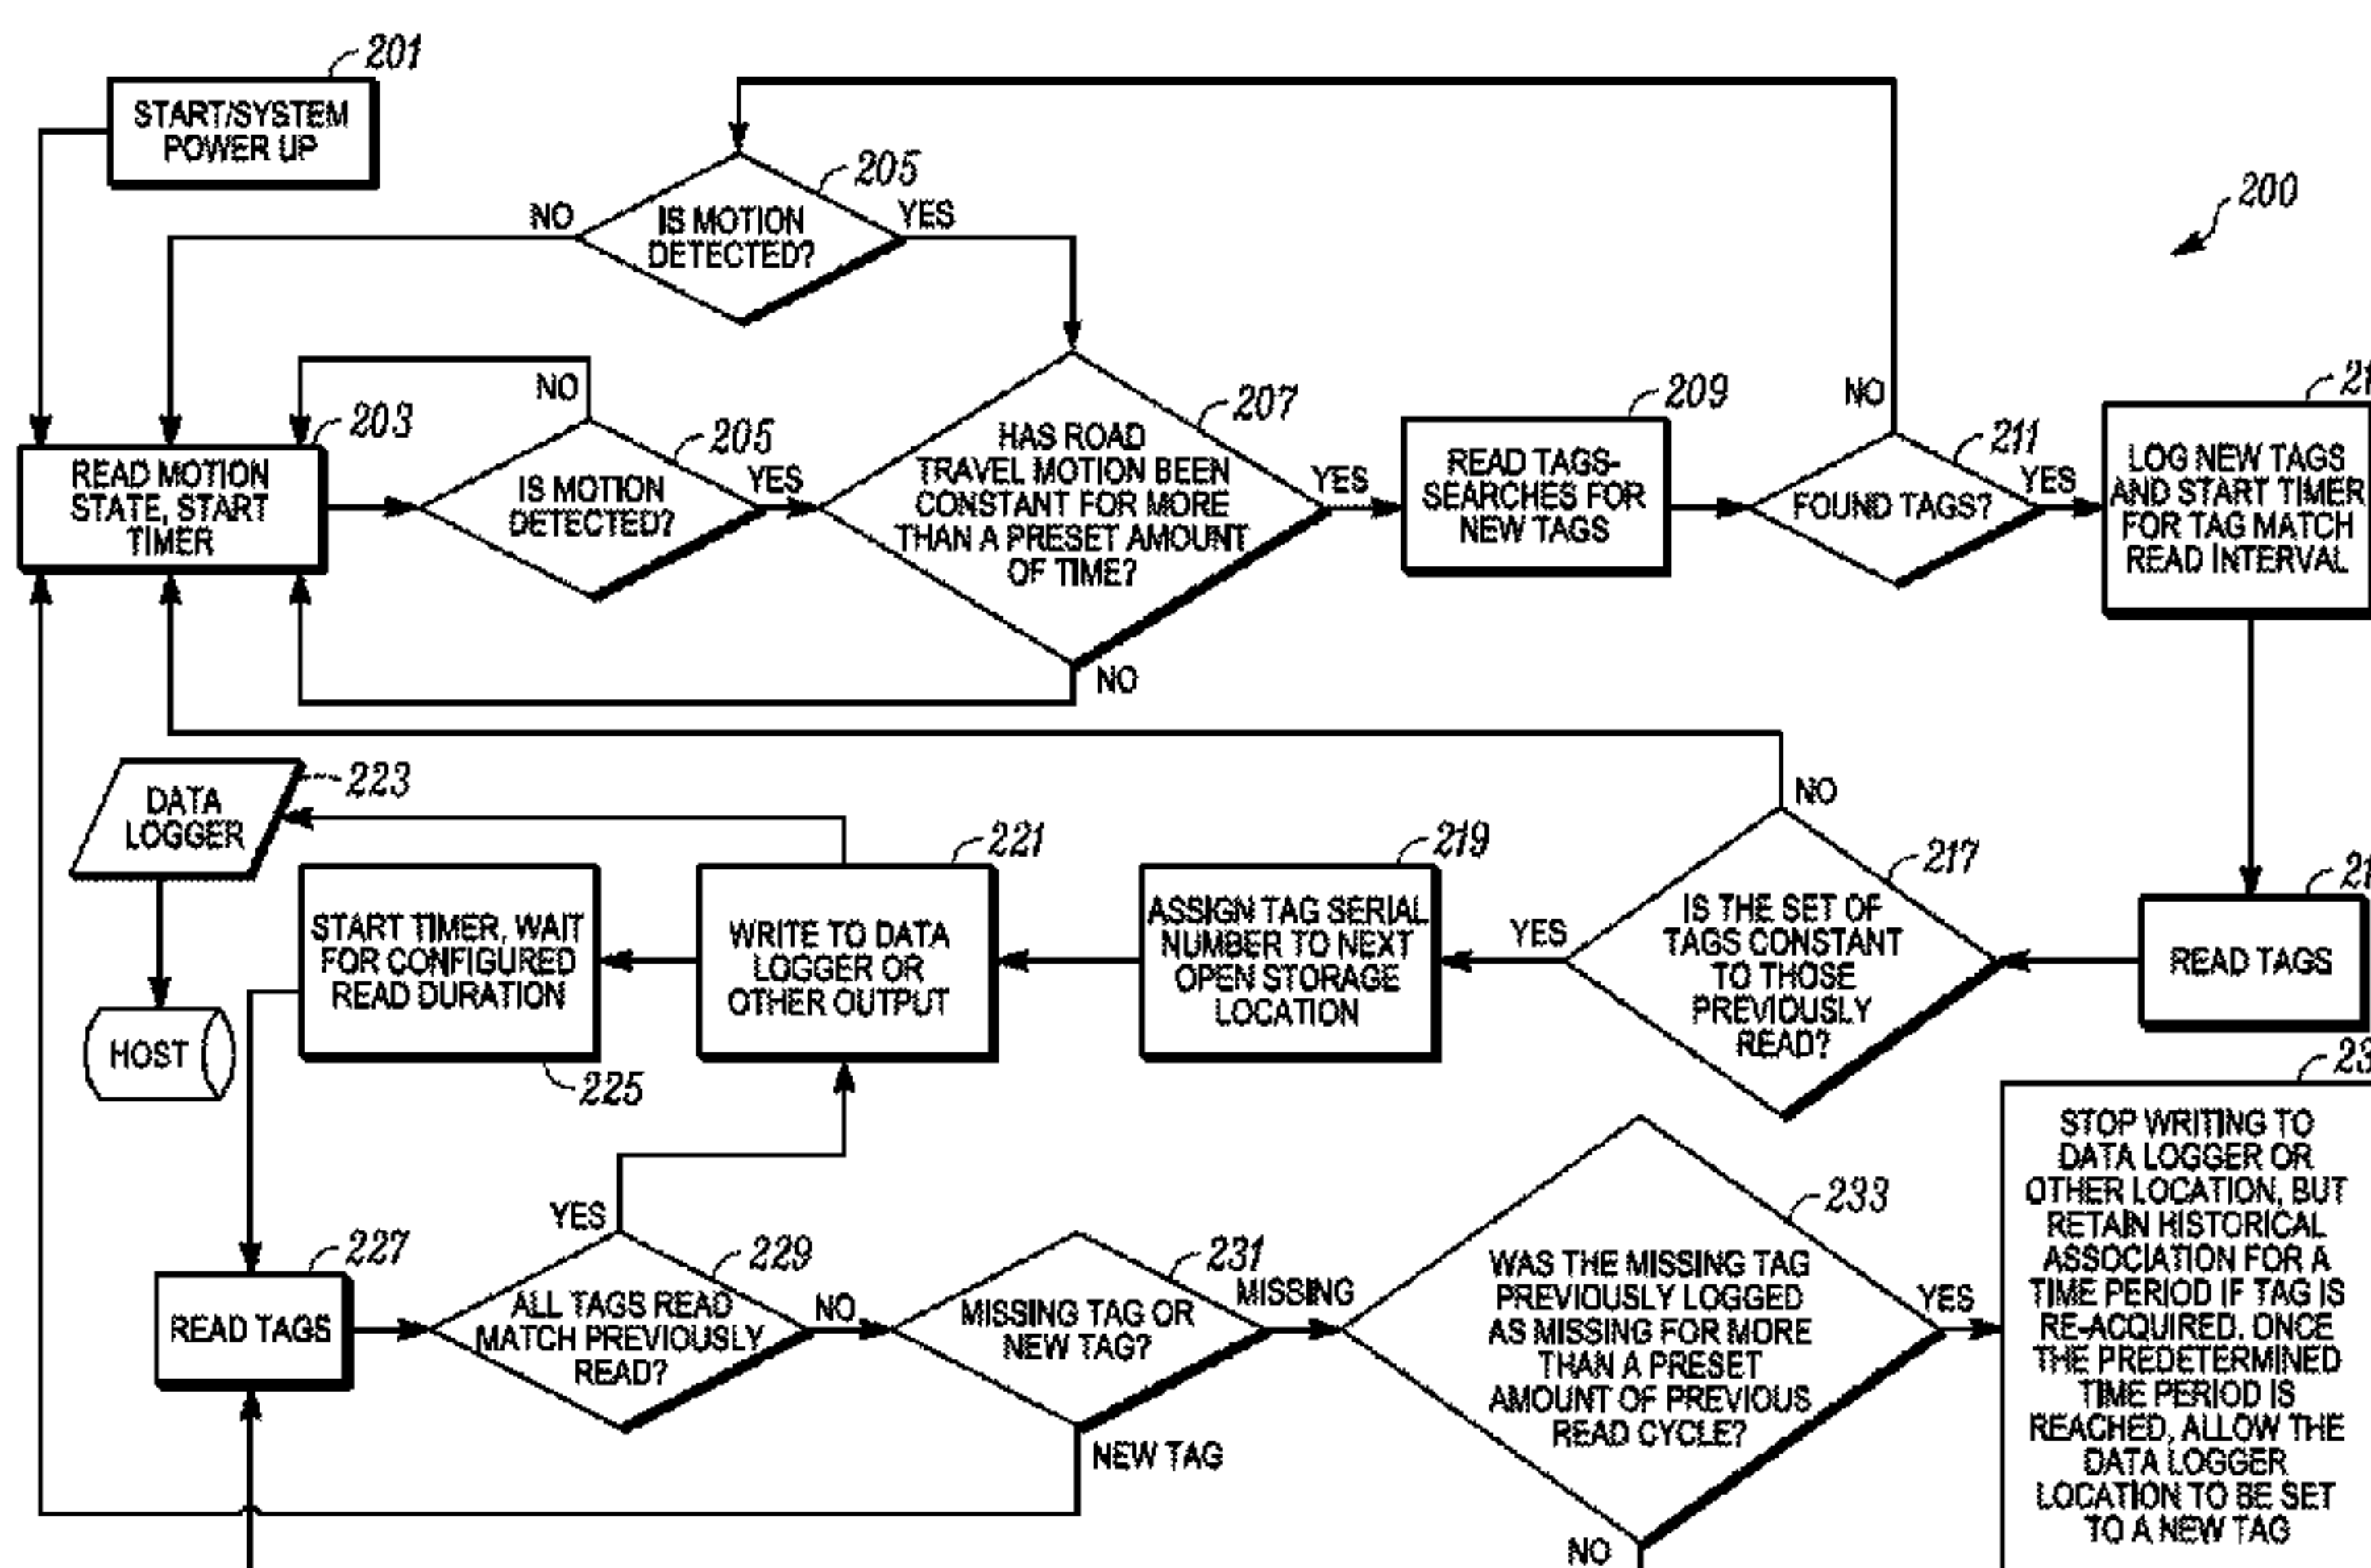 201
START/SYSTEM
POWER UP
205
NO
IS MOTION
DETECTED?
YES
200
NO
203
READ MOTION
STATE, START
TIMER
205
IS MOTION
DETECTED?
YES
207
HAS ROAD
TRAVEL MOTION BEEN
CONSTANT FOR MORE
THAN A PRESET AMOUNT
OF TIME?
YES
NO
209
READ TAGS-
SEARCHES FOR
NEW TAGS
NO
211
FOUND TAGS?
YES
21
LOG NEW TAGS
AND START TIMER
FOR TAG MATCH
READ INTERVAL
223
DATA
LOGGER
HOST
START TIMER, WAIT
FOR CONFIGURED
READ DURATION
225
221
WRITE TO DATA
LOGGER OR
OTHER OUTPUT
219
ASSIGN TAG SERIAL
NUMBER TO NEXT
OPEN STORAGE
LOCATION
YES
NO
217
IS THE SET OF
TAGS CONSTANT
TO THOSE
PREVIOUSLY
READ?
21
READ TAGS
227
READ TAGS
YES
229
ALL TAGS READ
MATCH PREVIOUSLY
READ?
NO
231
MISSING TAG OR
NEW TAG?
MISSING
NEW TAG
233
WAS THE MISSING TAG
PREVIOUSLY LOGGED
AS MISSING FOR MORE
THAN A PRESET
AMOUNT OF PREVIOUS
READ CYCLE?
YES
NO
23
STOP WRITING TO
DATA LOGGER OR
OTHER LOCATION, BUT
RETAIN HISTORICAL
ASSOCIATION FOR A
TIME PERIOD IF TAG IS
RE-ACQUIRED. ONCE
THE PREDETERMINED
TIME PERIOD IS
REACHED, ALLOW THE
DATA LOGGER
LOCATION TO BE SET
TO A NEW TAG